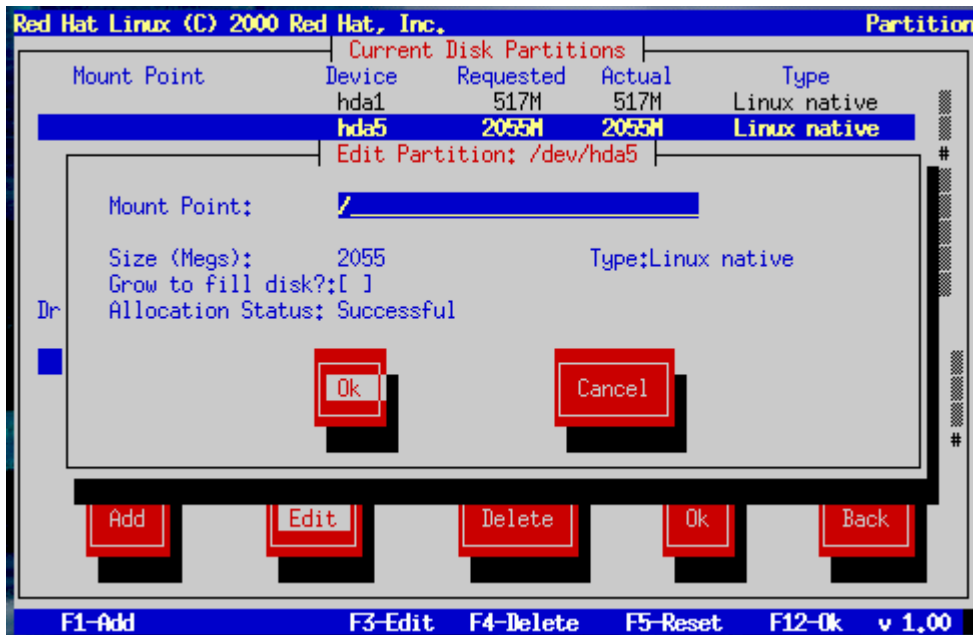 Red Hat Linux (C) 2000 Red Hat, Inc. Partition
Current Disk Partitions
Mount Point Device Requested Actual Type
hda1 517M 517M Linux native
hda5 2055M 2055M Linux native
Edit Partition: /dev/hda5
#
Mount Point: /
Size (Megs): 2055 Type:Linux native
Grow to fill disk?:[ ]
Dr Allocation Status: Successful
Ok Cancel
#
Add Edit Delete Ok Back
F1-Add F3-Edit F4-Delete F5-Reset F12-Ok v 1.00